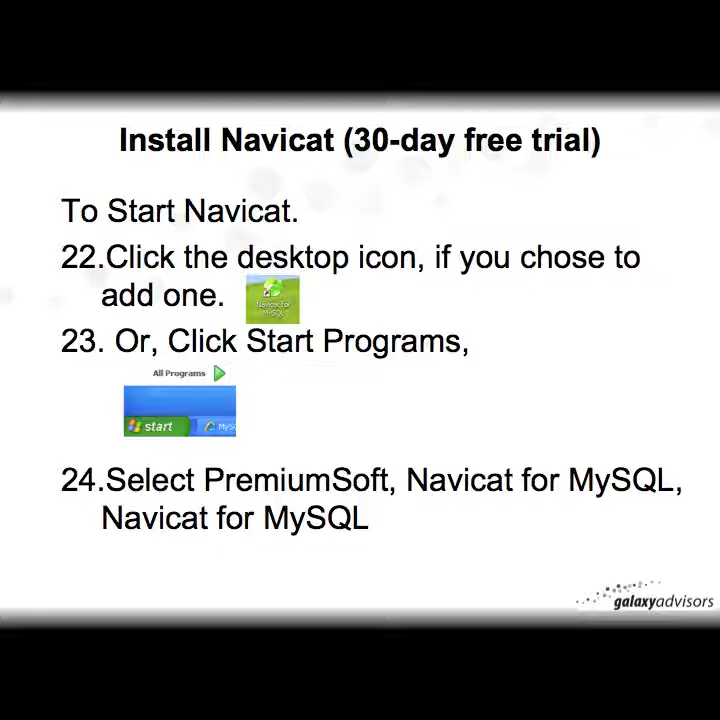 Install Navicat (30-day free trial)
To Start Navicat.
22.Click the desktop icon, if you chose to
add one.
Navicat for
MySQL
23. Or, Click Start Programs,
All Programs
start
24.Select PremiumSoft, Navicat for MySQL,
Navicat for MySQL
galaxyadvisors